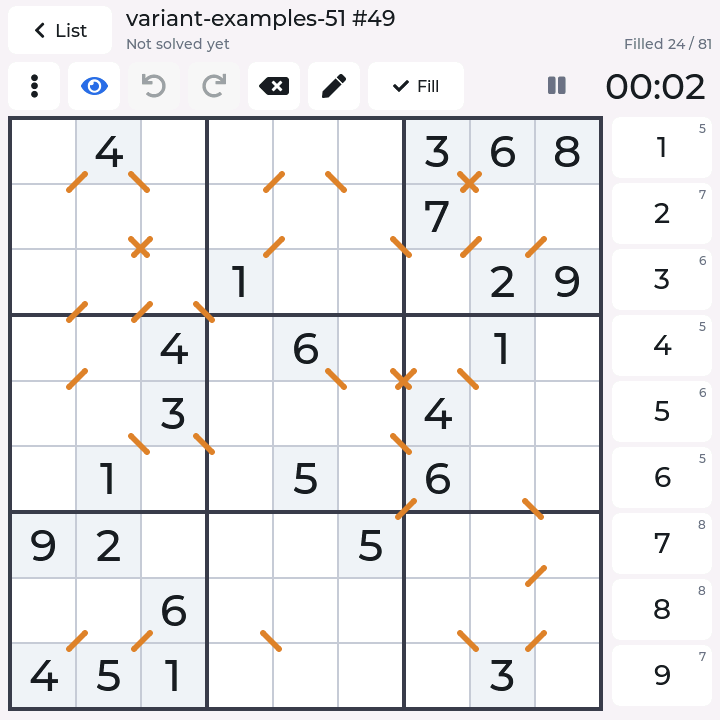 List
variant-examples-51 #49
Not solved yet
Filled 24 / 81
Fill
00:02
4 3 6 8
7
1 2 9
4 6 1
3 4
1 5 6
9 2 5
6
4 5 1 3
1 5
2 7
3 6
4 5
5 6
6 5
7 8
8 8
9 7